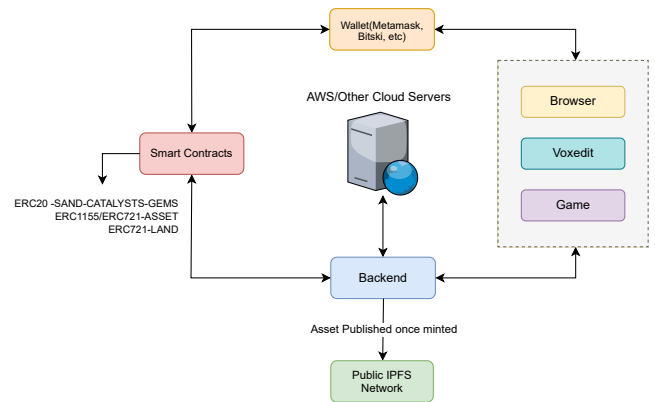 Wallet(Metamask,
Bitski, etc)
AWS/Other Cloud Servers
Browser
Smart Contracts
Voxedit
ERC20 -SAND-CATALYSTS-GEMS
ERC1155/ERC721-ASSET
ERC721-LAND
Game
Backend
Asset Published once minted
Public IPFS
Network